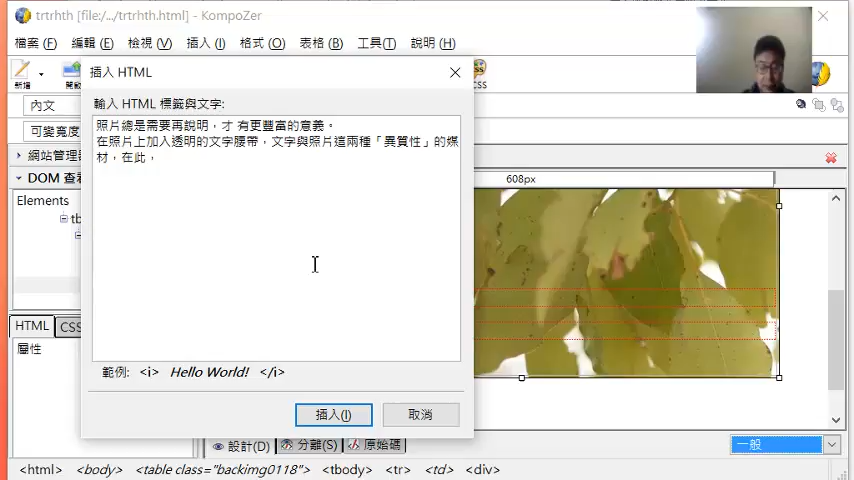 trtrhth [file:/.../trtrhth.html] - KompoZer
檔案 (F) 編輯 (E) 檢視 (V) 插入 (I) 格式 (O) 表格 (B) 工具(T) 說明 (H)
新增
CSS
內文
可變寬度
網站管理
DOM 查
Elements
608px
插入 HTML
輸入 HTML 標籤與文字:
照片總是需要再說明，才 有更豐富的意義。
在照片上加入透明的文字腰帶，文字與照片這兩種「異質性」的媒
材，在此，
範例: <i> Hello World! </i>
插入(I) 取消
HTML CSS
屬性
設計(D) 分離(S) 原始碼
一般
<html> <body> <table class="backimg0118"> <tbody> <tr> <td> <div>